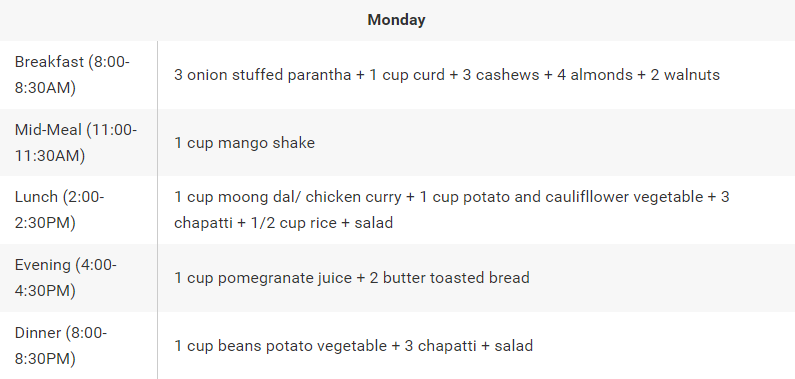 Monday
Breakfast (8:00-
8:30AM)
3 onion stuffed parantha + 1 cup curd + 3 cashews + 4 almonds + 2 walnuts
Mid-Meal (11:00-
11:30AM)
1 cup mango shake
Lunch (2:00-
2:30PM)
1 cup moong dal/ chicken curry + 1 cup potato and caulifllower vegetable + 3
chapatti + 1/2 cup rice + salad
Evening (4:00-
4:30PM)
1 cup pomegranate juice + 2 butter toasted bread
Dinner (8:00-
8:30PM)
1 cup beans potato vegetable + 3 chapatti + salad